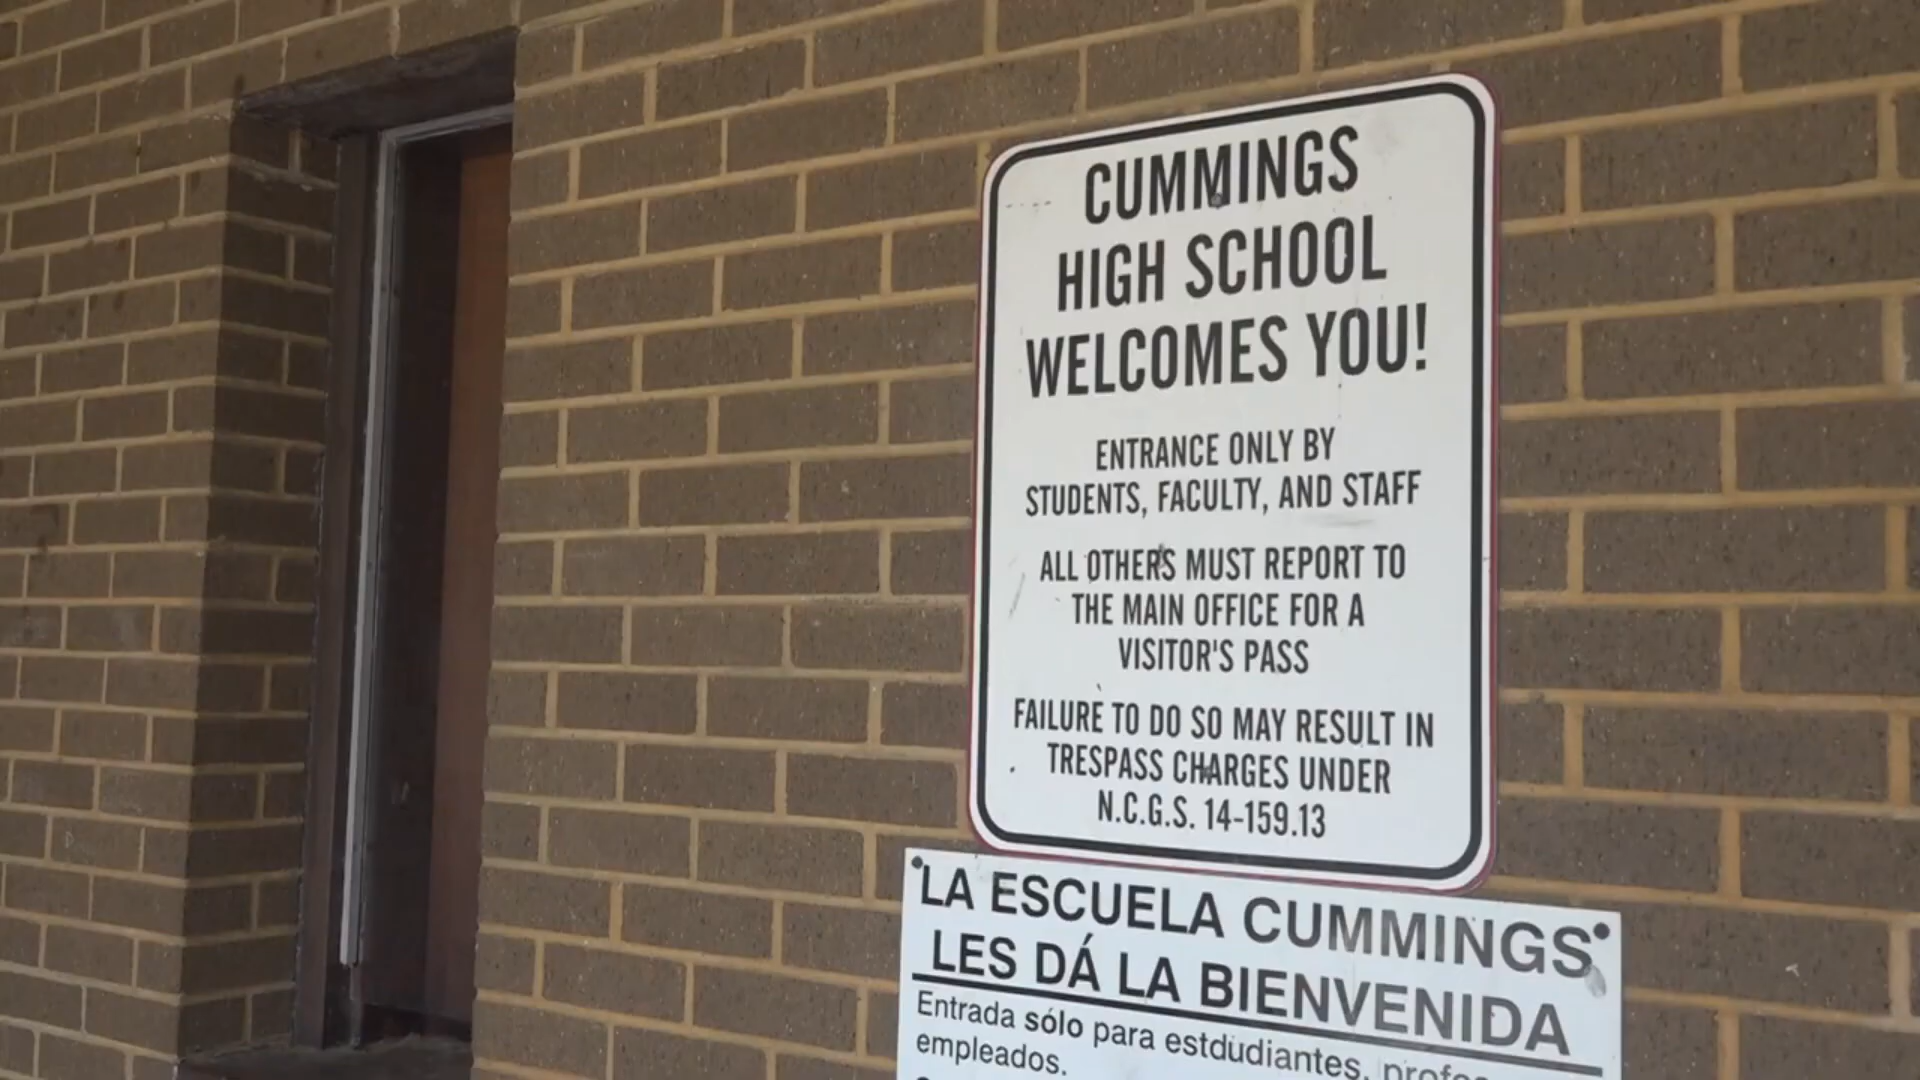 CUMMINGS
HIGH SCHOOL
WELCOMES YOU!
ENTRANCE ONLY BY
STUDENTS, FACULTY, AND STAFF
ALL OTHERS MUST REPORT TO
THE MAIN OFFICE FOR A
VISITOR'S PASS
FAILURE TO DO SO MAY RESULT IN
TRESPASS CHARGES UNDER
N.C.G.S. 14-159.13
LA ESCUELA CUMMINGS
LES DÁ LA BIENVENIDA
Entrada sólo para estdudiantes,
empleados.